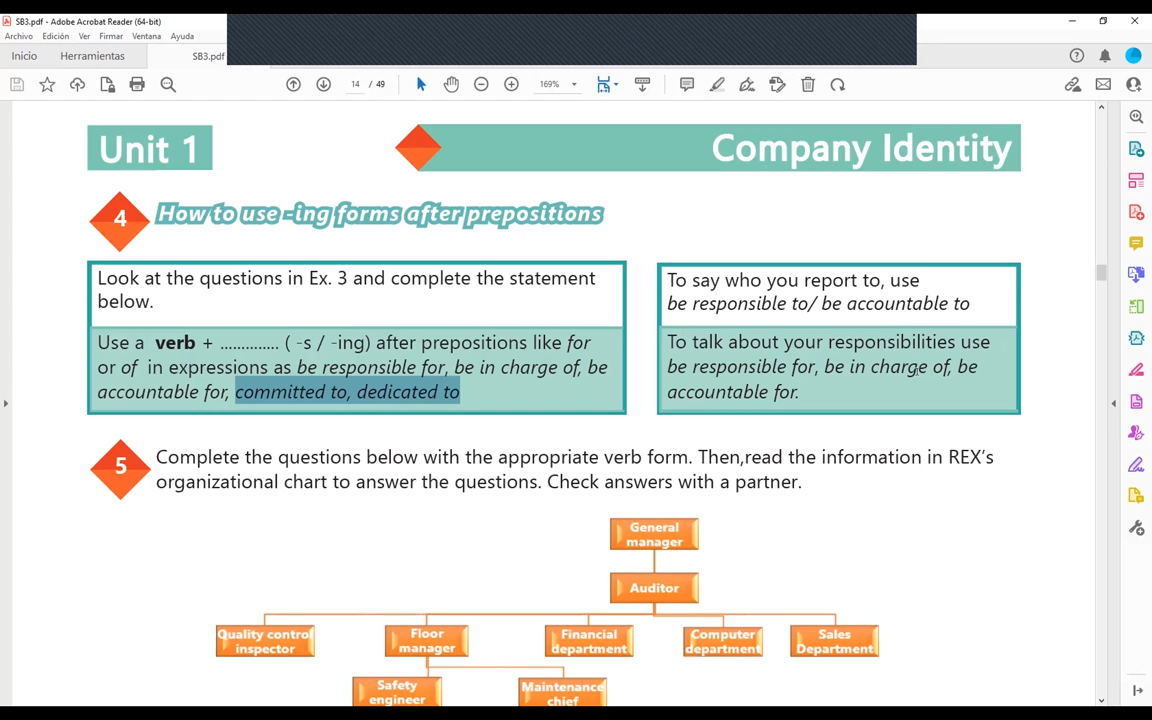 SB3.pdf - Adobe Acrobat Reader (64-bit)
Archivo Edición Ver Firmar Ventana Ayuda
Inicio Herramientas SB3.pdf
14 / 49 169%
Unit 1 Company Identity
4 How to use -ing forms after prepositions
Look at the questions in Ex. 3 and complete the statement
below.
Use a verb + .............. ( -s / -ing) after prepositions like for
or of in expressions as be responsible for, be in charge of, be
accountable for, committed to, dedicated to
To say who you report to, use
be responsible to/ be accountable to
To talk about your responsibilities use
be responsible for, be in charge of, be
accountable for.
5 Complete the questions below with the appropriate verb form. Then,read the information in REX's
organizational chart to answer the questions. Check answers with a partner.
General
manager
Auditor
Quality control
inspector
Floor
manager
Financial
department
Computer
department
Sales
Department
Safety
engineer
Maintenance
chief